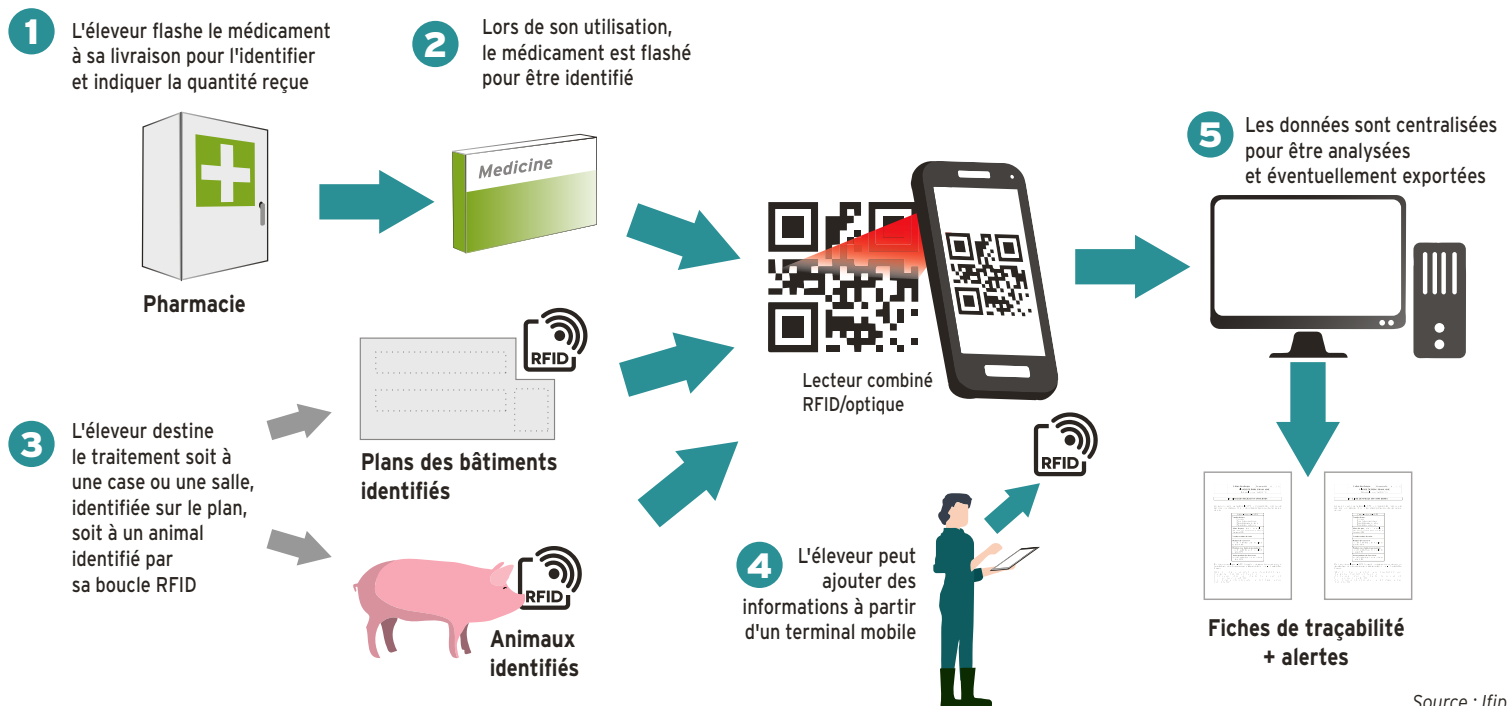 1
L'éleveur flashe le médicament
à sa livraison pour l'identifier
et indiquer la quantité reçue
Pharmacie
2
Lors de son utilisation,
le médicament est flashé
pour être identifié
Medicine
3
L'éleveur destine
le traitement soit à
une case ou une salle,
identifiée sur le plan,
soit à un animal
identifié par
sa boucle RFID
RFID
Plans des bâtiments
identifiés
RFID
Animaux
identifiés
Lecteur combiné
RFID/optique
4
L'éleveur peut
ajouter des
informations à partir
d'un terminal mobile
RFID
5
Les données sont centralisées
pour être analysées
et éventuellement exportées
Fiches de traçabilité
+ alertes
Source : Ifip